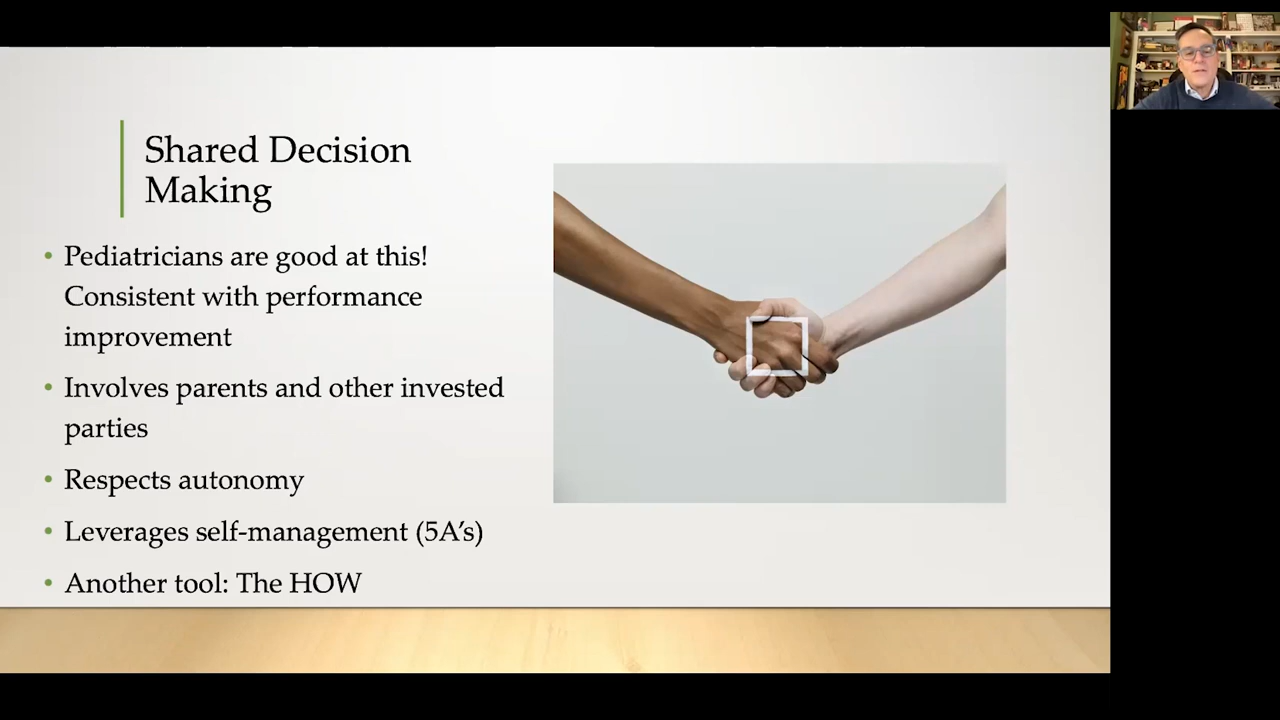 Shared Decision
Making
• Pediatricians are good at this!
Consistent with performance
improvement
• Involves parents and other invested
parties
• Respects autonomy
• Leverages self-management (5A’s)
• Another tool: The HOW